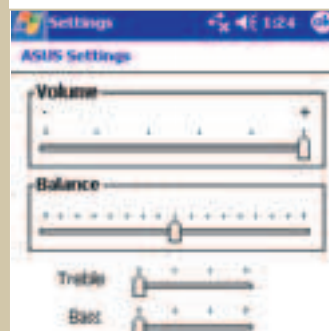 Settings 1:24
ASUS Settings
Volume
- +
Balance
Treble
Bass